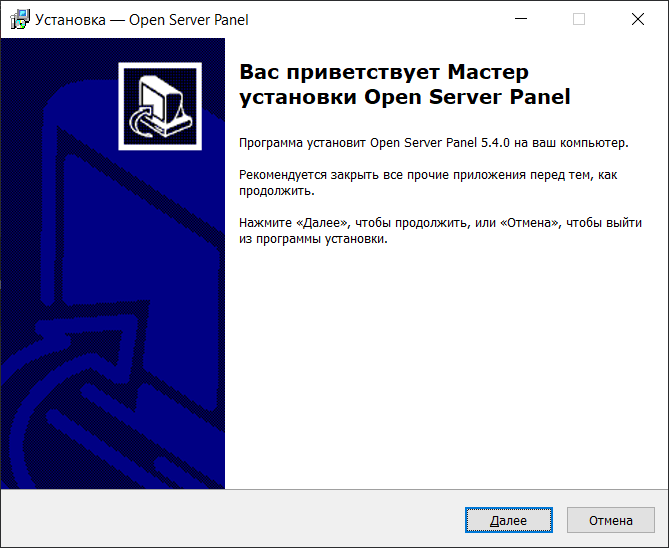 Установка — Open Server Panel
Вас приветствует Мастер
установки Open Server Panel
Программа установит Open Server Panel 5.4.0 на ваш компьютер.
Рекомендуется закрыть все прочие приложения перед тем, как
продолжить.
Нажмите «Далее», чтобы продолжить, или «Отмена», чтобы выйти
из программы установки.
Далее
Отмена